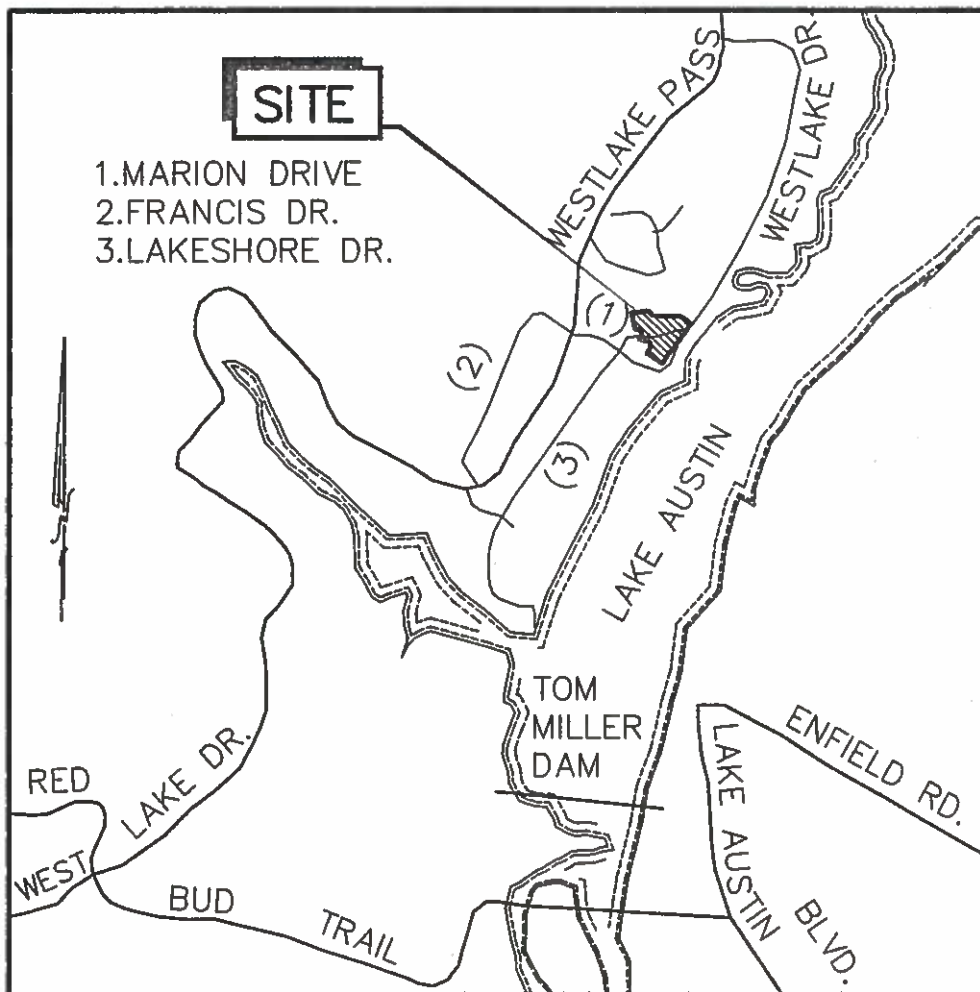 SITE
1.MARION DRIVE
2.FRANCIS DR.
3.LAKESHORE DR.
WESTLAKE PASS
WESTLAKE DR.
(1)
(2)
(3)
LAKE AUSTIN
TOM
MILLER
DAM
ENFIELD RD.
LAKE AUSTIN BLVD.
RED BUD TRAIL
WEST LAKE DR.